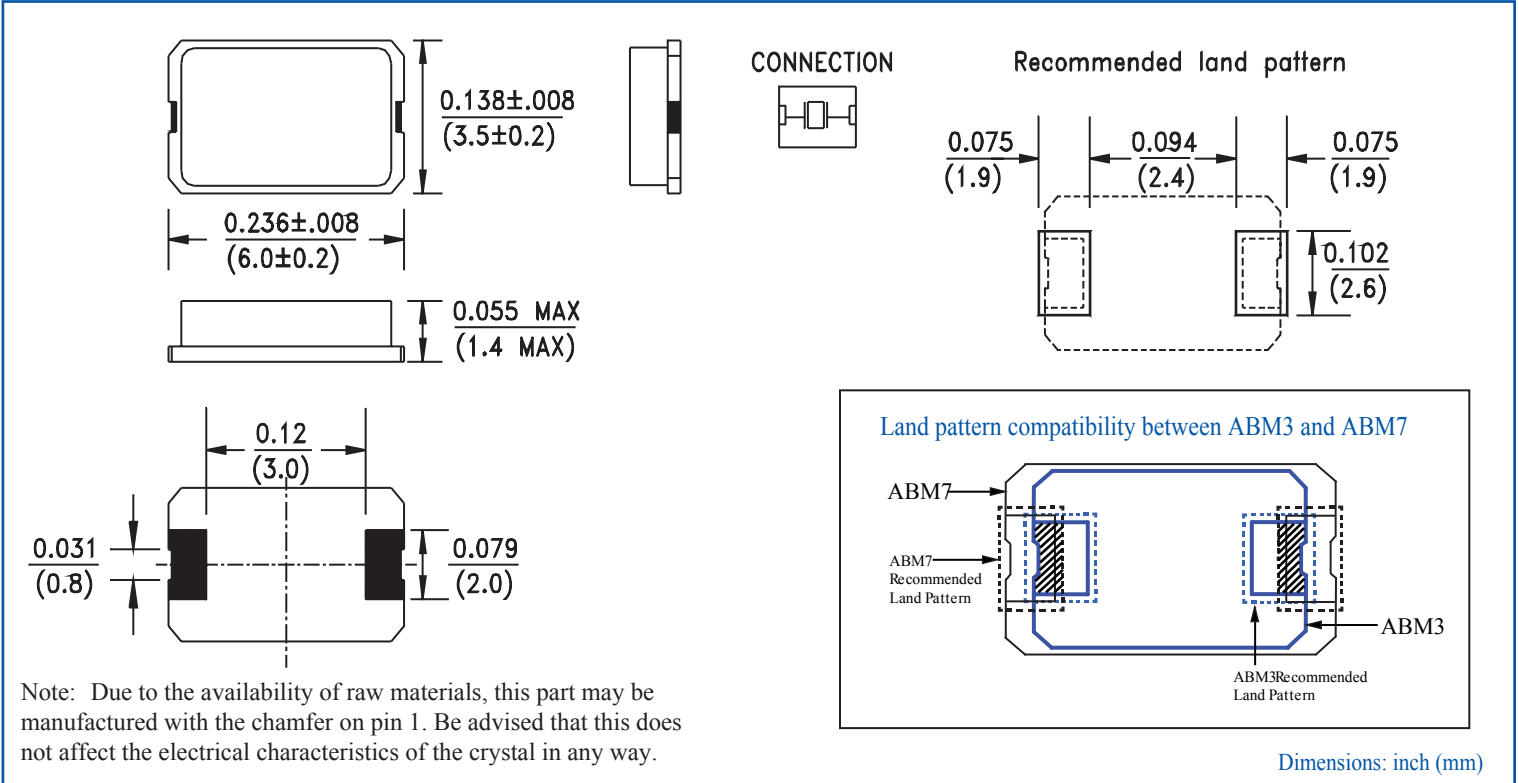 0.138±.008
(3.5±0.2)
0.236±.008
(6.0±0.2)
0.055 MAX
(1.4 MAX)
0.12
(3.0)
0.031
(0.8)
0.079
(2.0)
Note: Due to the availability of raw materials, this part may be
manufactured with the chamfer on pin 1. Be advised that this does
not affect the electrical characteristics of the crystal in any way.
CONNECTION
Recommended land pattern
0.075
(1.9)
0.094
(2.4)
0.075
(1.9)
0.102
(2.6)
Land pattern compatibility between ABM3 and ABM7
ABM7
ABM7
Recommended
Land Pattern
ABM3
ABM3Recommended
Land Pattern
Dimensions: inch (mm)